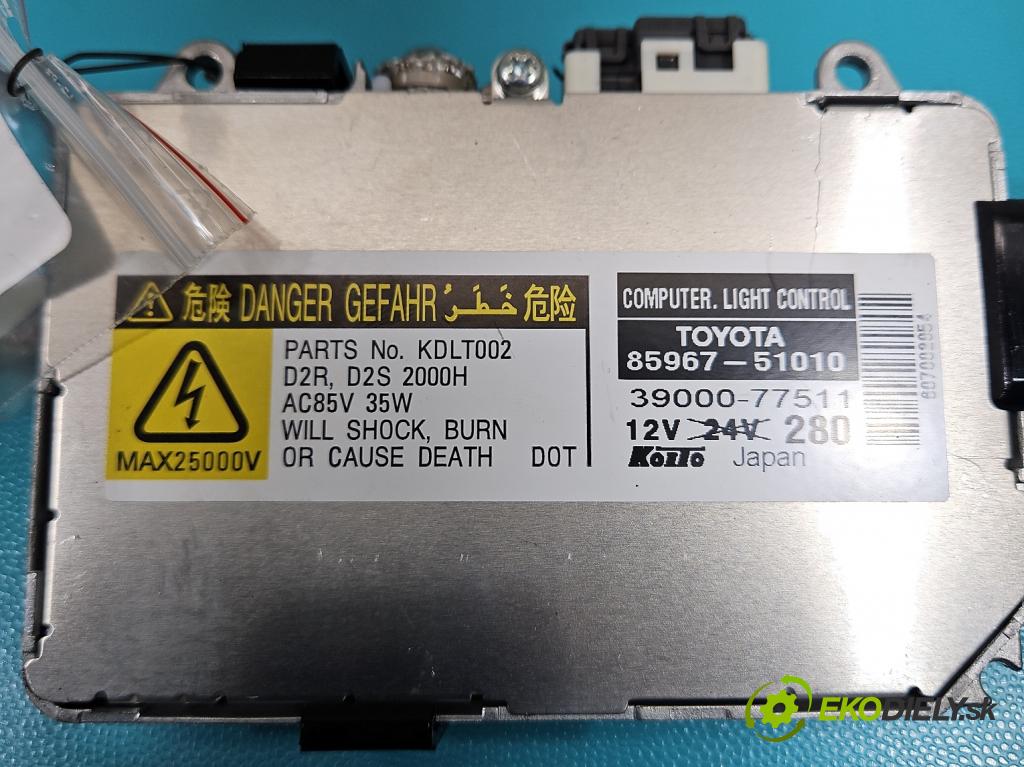 危険 DANGER GEFAHR خَطَرْ 危险
MAX25000V
PARTS No. KDLT002
D2R, D2S 2000H
AC85V 35W
WILL SHOCK, BURN
OR CAUSE DEATH DOT
COMPUTER. LIGHT CONTROL
TOYOTA
85967-51010
39000-77511
12V 24V 280
KOITO Japan
EKODIELY.sk